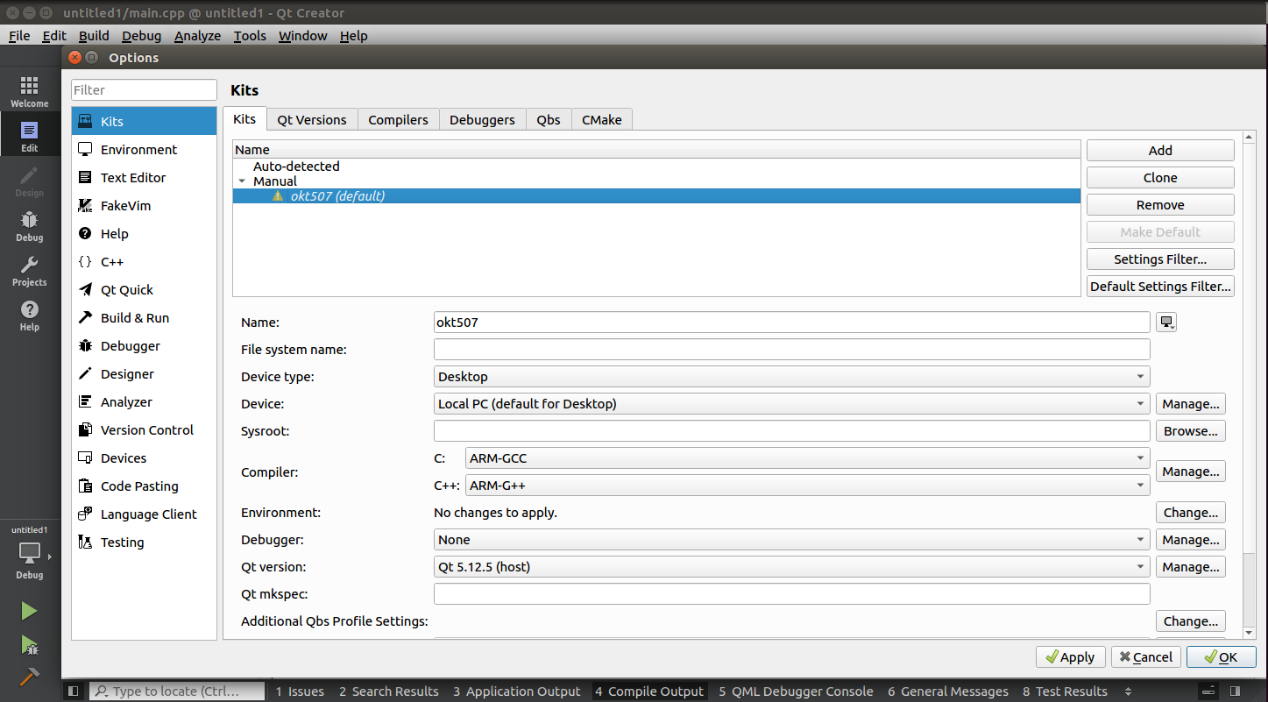 untitled1/main.cpp @ untitled1 - Qt Creator
File Edit Build Debug Analyze Tools Window Help
Options
Welcome
Edit
Design
Debug
Projects
Help
untitled1
Debug
Filter
Kits
Environment
Text Editor
FakeVim
Help
C++
Qt Quick
Build & Run
Debugger
Designer
Analyzer
Version Control
Devices
Code Pasting
Language Client
Testing
Kits
Kits Qt Versions Compilers Debuggers Qbs CMake
Name
Auto-detected
Manual
okt507 (default)
Add
Clone
Remove
Make Default
Settings Filter...
Default Settings Filter...
Name: okt507
File system name:
Device type: Desktop
Device: Local PC (default for Desktop) Manage...
Sysroot: Browse...
Compiler: C: ARM-GCC
C++: ARM-G++ Manage...
Environment: No changes to apply. Change...
Debugger: None Manage...
Qt version: Qt 5.12.5 (host) Manage...
Qt mkspec:
Additional Qbs Profile Settings: Change...
Apply Cancel OK
Type to locate (Ctrl... 1 Issues 2 Search Results 3 Application Output 4 Compile Output 5 QML Debugger Console 6 General Messages 8 Test Results